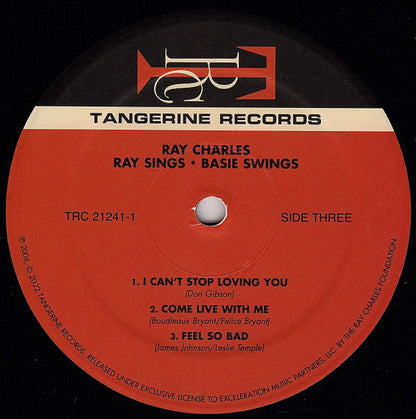 TRC
TANGERINE RECORDS
RAY CHARLES
RAY SINGS • BASIE SWINGS
TRC 21241-1
SIDE THREE
1. I CAN'T STOP LOVING YOU
(Don Gibson)
2. COME LIVE WITH ME
(Boudleaux Bryant/Felice Bryant)
3. FEEL SO BAD
(James Johnson/Leslie Temple)
℗ 2006, © 2022 TANGERINE RECORDS. RELEASED UNDER EXCLUSIVE LICENSE TO EXCELERATION MUSIC PARTNERS, LLC BY THE RAY CHARLES FOUNDATION.